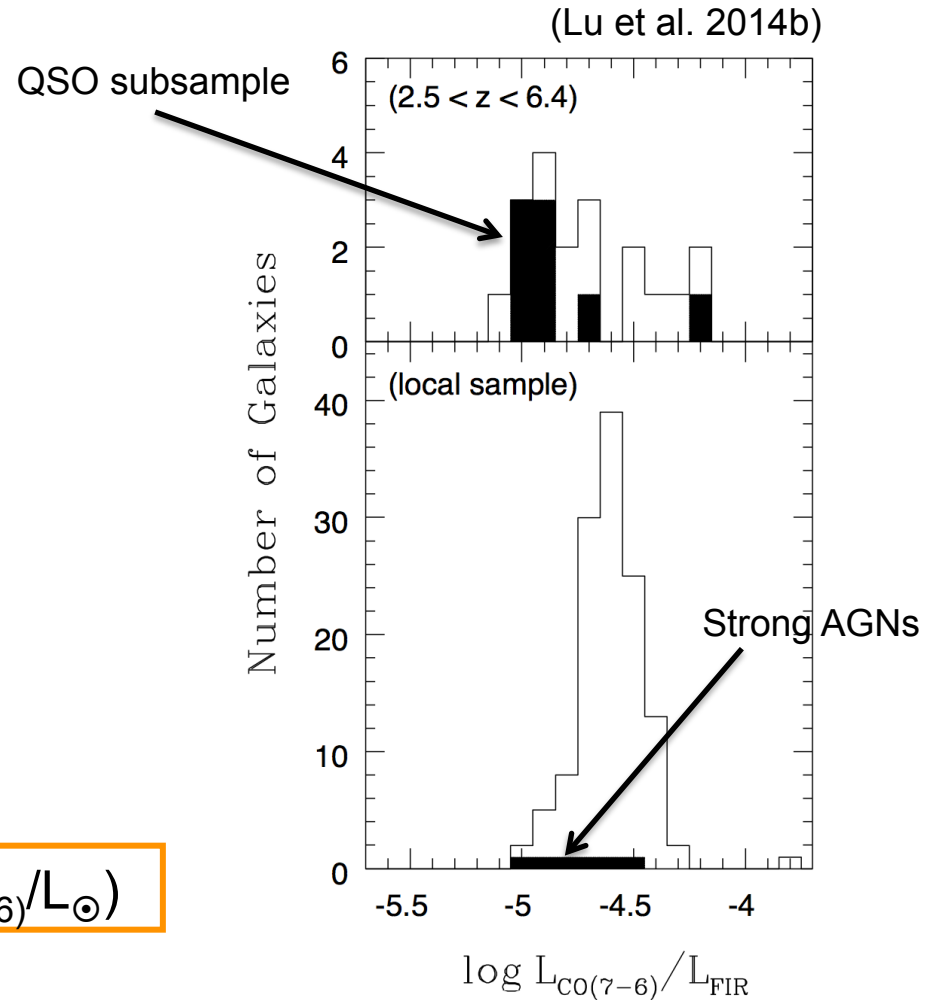 (Lu et al. 2014b)
QSO subsample
(2.5 < z < 6.4)
6
4
2
0
Number of Galaxies
(local sample)
40
30
20
10
0
Strong AGNs
-5.5 -5 -4.5 -4
log L_CO(7−6)/L_FIR
6)/L⊙)